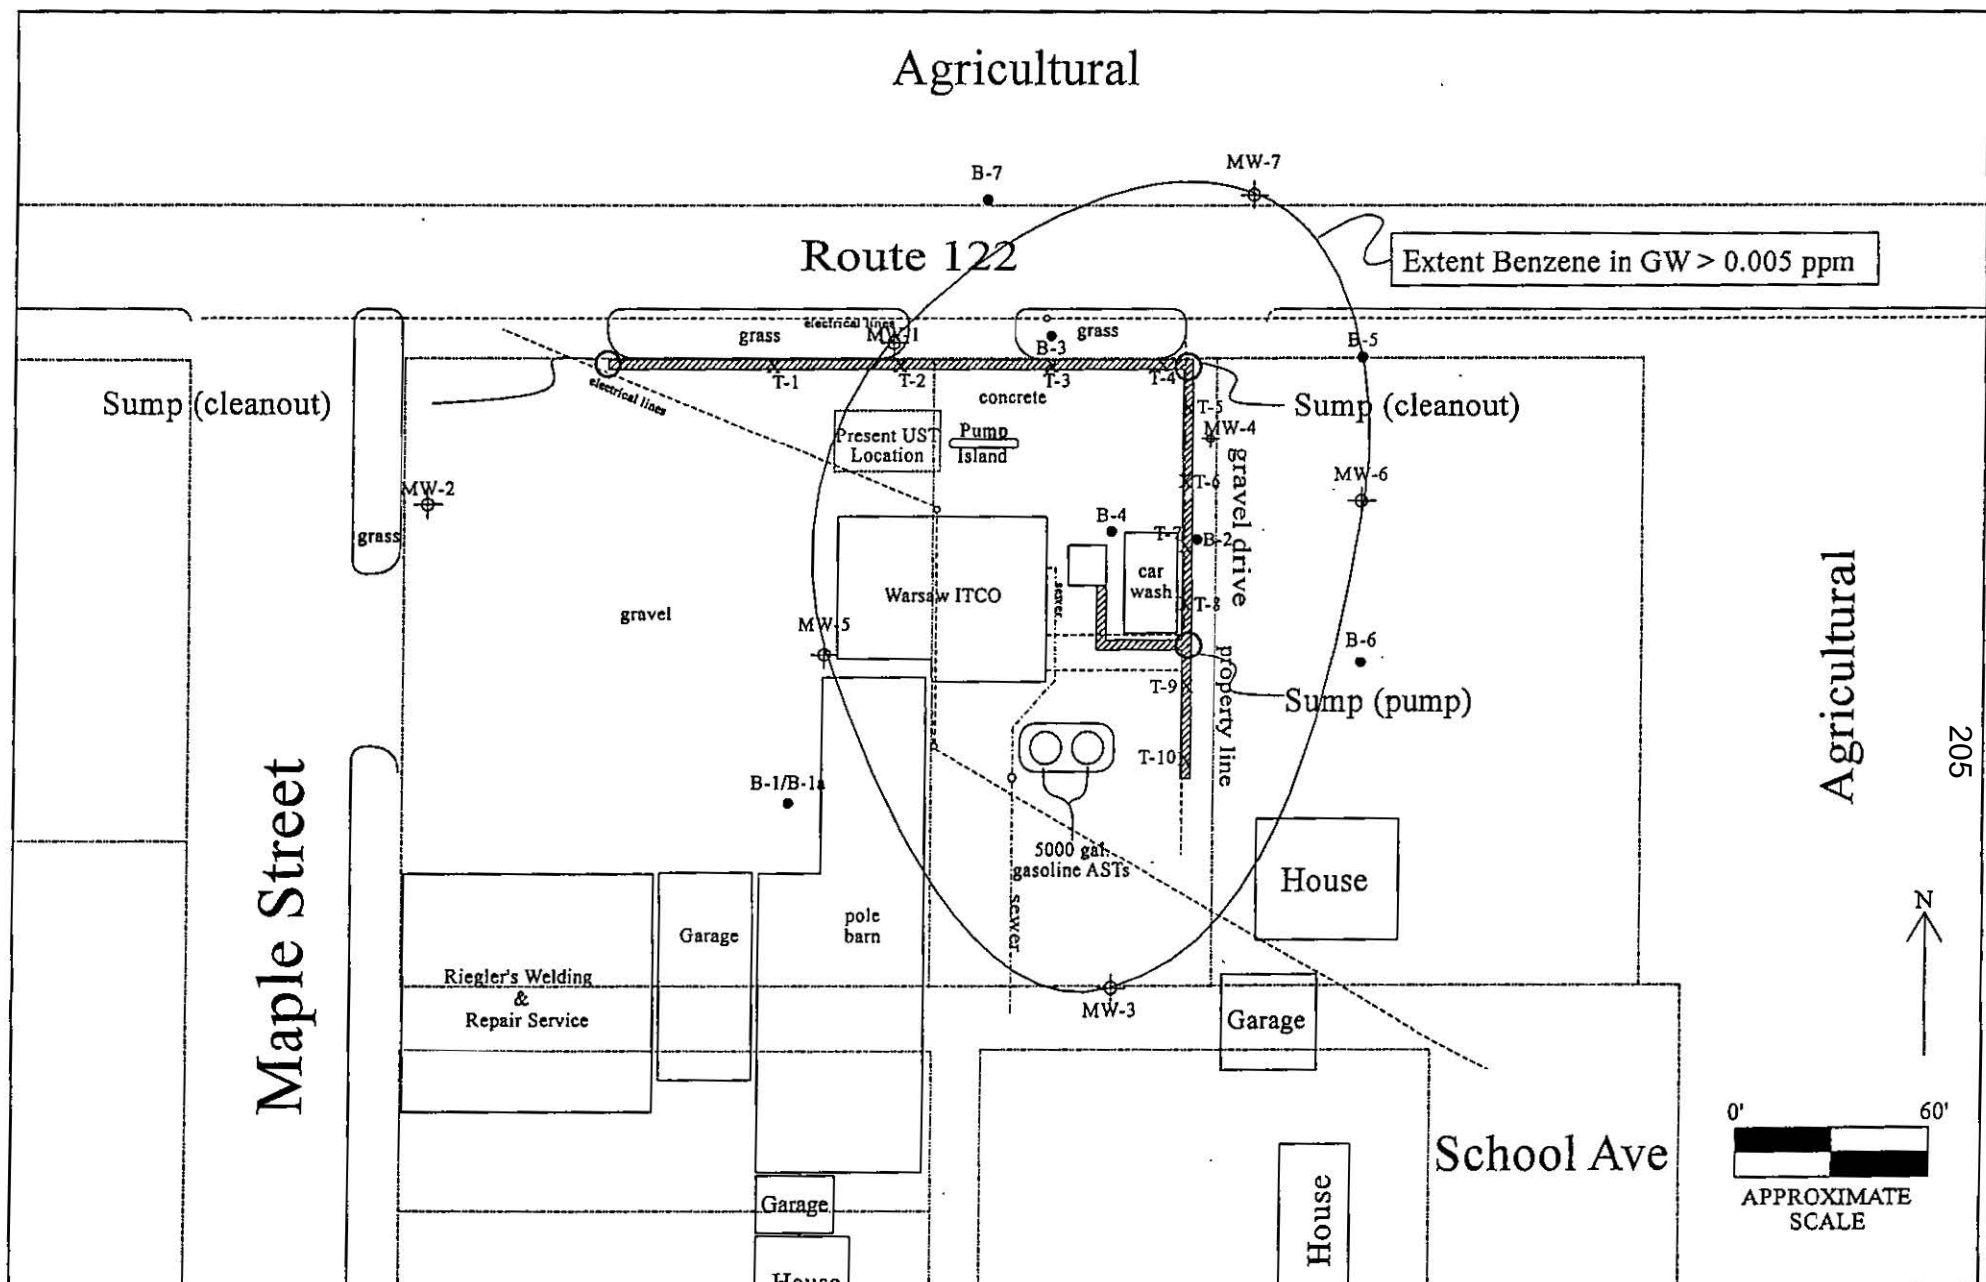 Agricultural
B-7
MW-7
Route 122
Extent Benzene in GW > 0.005 ppm
grass
electrical lines
MW-1
B-3
grass
B-5
T-1
T-2
T-3
T-4
Sump (cleanout)
electrical lines
concrete
T-5
Sump (cleanout)
Present UST
Location
Pump
Island
MW-4
MW-2
T-6
MW-6
grass
B-4
T-7
B-2
gravel drive
car
wash
Warsaw ITCO
sewer
T-8
gravel
MW-5
B-6
property line
T-9
Sump (pump)
Agricultural
205
T-10
B-1/B-1a
5000 gal.
gasoline ASTs
House
N
Maple Street
pole
barn
Garage
sewer
Riegler's Welding
&
Repair Service
MW-3
Garage
0'
60'
School Ave
APPROXIMATE
SCALE
Garage
House
House